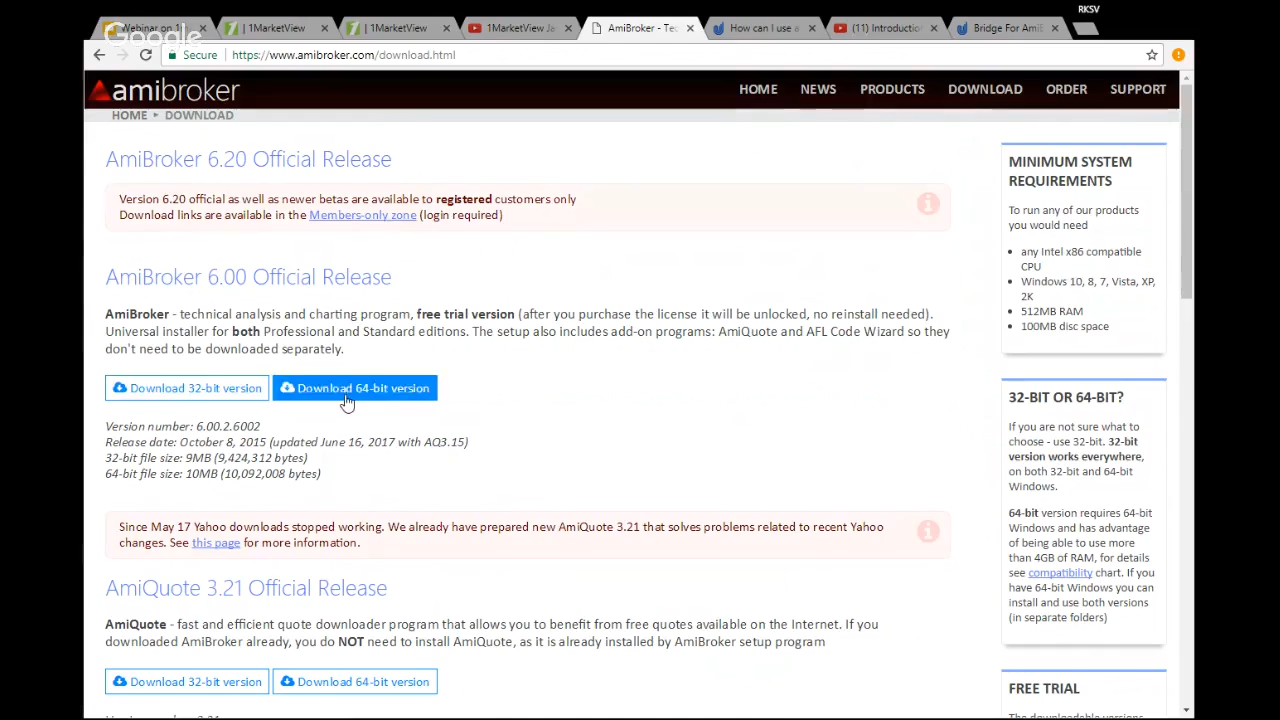 RKSV
Webinar on 1
1MarketView
1MarketView
1MarketView Ja
AmiBroker - Tec
How can I use a
(11) Introduction
Bridge For AmiB
Google
Secure
https://www.amibroker.com/download.html
amibroker
HOME NEWS PRODUCTS DOWNLOAD ORDER SUPPORT
HOME ▸ DOWNLOAD
AmiBroker 6.20 Official Release
Version 6.20 official as well as newer betas are available to registered customers only
Download links are available in the Members-only zone (login required)
AmiBroker 6.00 Official Release
AmiBroker - technical analysis and charting program, free trial version (after you purchase the license it will be unlocked, no reinstall needed).
Universal installer for both Professional and Standard editions. The setup also includes add-on programs: AmiQuote and AFL Code Wizard so they
don't need to be downloaded separately.
Download 32-bit version Download 64-bit version
Version number: 6.00.2.6002
Release date: October 8, 2015 (updated June 16, 2017 with AQ3.15)
32-bit file size: 9MB (9,424,312 bytes)
64-bit file size: 10MB (10,092,008 bytes)
Since May 17 Yahoo downloads stopped working. We already have prepared new AmiQuote 3.21 that solves problems related to recent Yahoo
changes. See this page for more information.
AmiQuote 3.21 Official Release
AmiQuote - fast and efficient quote downloader program that allows you to benefit from free quotes available on the Internet. If you
downloaded AmiBroker already, you do NOT need to install AmiQuote, as it is already installed by AmiBroker setup program
Download 32-bit version Download 64-bit version
MINIMUM SYSTEM
REQUIREMENTS
To run any of our products
you would need
any Intel x86 compatible
CPU
Windows 10, 8, 7, Vista, XP,
2K
512MB RAM
100MB disc space
32-BIT OR 64-BIT?
If you are not sure what to
choose - use 32-bit. 32-bit
version works everywhere,
on both 32-bit and 64-bit
Windows.
64-bit version requires 64-bit
Windows and has advantage
of being able to use more
than 4GB of RAM, for details
see compatibility chart. If you
have 64-bit Windows you can
install and use both versions
(in separate folders)
FREE TRIAL